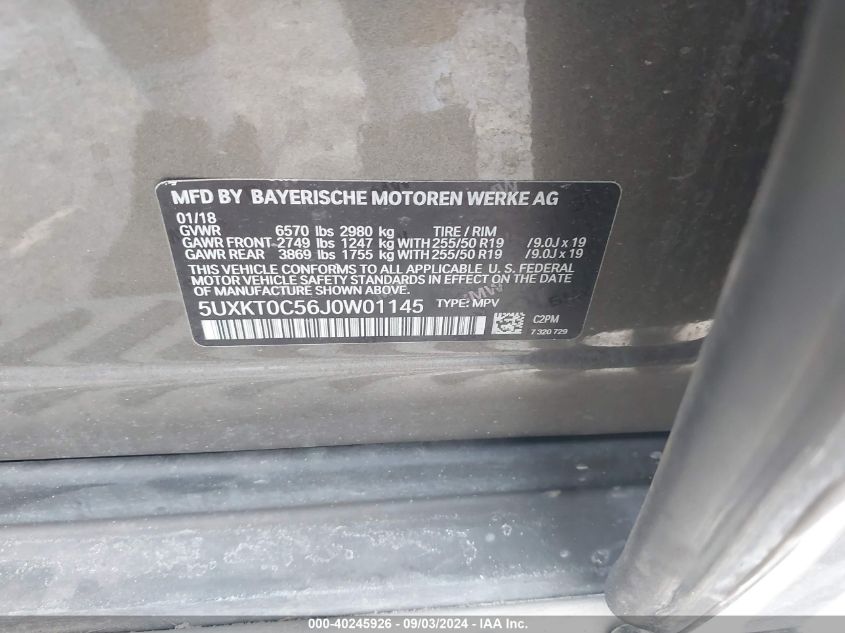 MFD BY BAYERISCHE MOTOREN WERKE AG
01/18
GVWR 6570 lbs 2980 kg TIRE / RIM
GAWR FRONT 2749 lbs 1247 kg WITH 255/50 R19 /9.0J x 19
GAWR REAR 3869 lbs 1755 kg WITH 255/50 R19 /9.0J x 19
THIS VEHICLE CONFORMS TO ALL APPLICABLE U. S. FEDERAL
MOTOR VEHICLE SAFETY STANDARDS IN EFFECT ON THE DATE OF
MANUFACTURE SHOWN ABOVE.
5UXKT0C56J0W01145 TYPE: MPV
C2PM
7 320 729
000-40245926 - 09/03/2024 - IAA Inc.